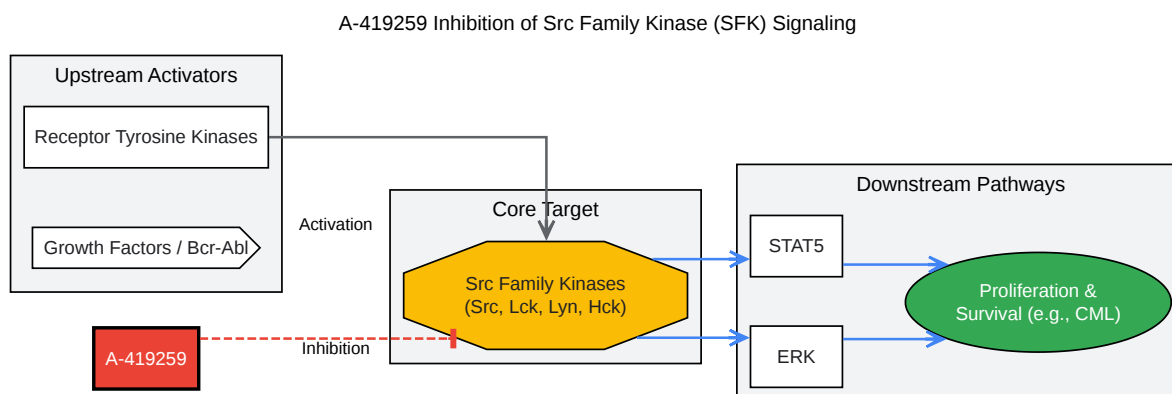 A-419259 Inhibition of Src Family Kinase (SFK) Signaling
Upstream Activators
Receptor Tyrosine Kinases
Growth Factors / Bcr-Abl
Activation
A-419259
Inhibition
Core Target
Src Family Kinases
(Src, Lck, Lyn, Hck)
Downstream Pathways
STAT5
ERK
Proliferation &
Survival (e.g., CML)